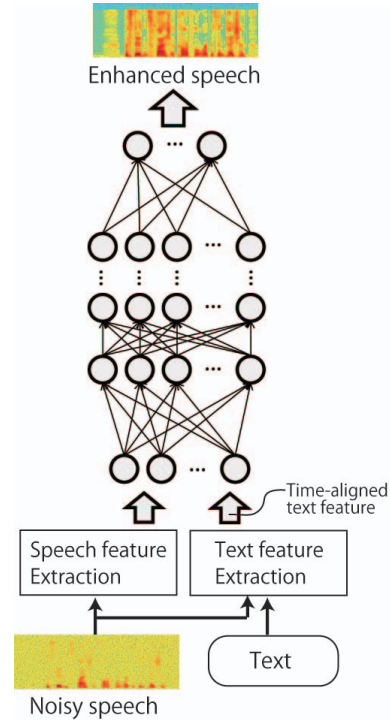 Enhanced speech
Time-aligned
text feature
Speech feature
Extraction
Text feature
Extraction
Text
Noisy speech